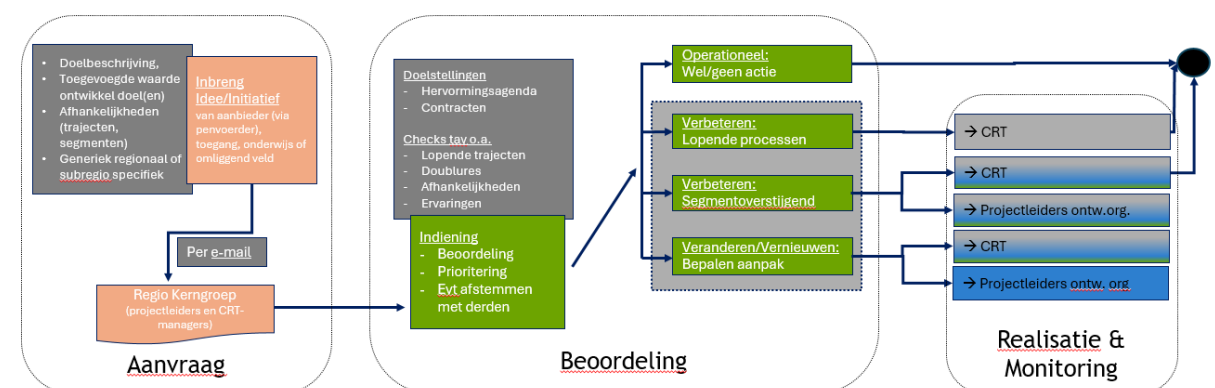 • Doelbeschrijving,
• Toegevoegde waarde
ontwikkel doel(en)
• Afhankelijkheden
(trajecten,
segmenten)
• Generiek regionaal of
subregio specifiek
Inbreng
Idee/Initiatief
van aanbieder (via
penvoerder),
toegang, onderwijs of
omliggend veld
Per e-mail
Regio Kerngroep
(projectleiders en CRT-
managers)
Aanvraag
Doelstellingen
- Hervormingsagenda
- Contracten
Checks tav o.a.
- Lopende trajecten
- Doublures
- Afhankelijkheden
- Ervaringen
Indiening
- Beoordeling
- Prioritering
- Evt afstemmen
met derden
Operationeel:
Wel/geen actie
Verbeteren:
Lopende processen
Verbeteren:
Segmentoverstijgend
Veranderen/Vernieuwen:
Bepalen aanpak
Beoordeling
→ CRT
→ CRT
→ Projectleiders ontw.org.
→ CRT
→ Projectleiders ontw. org
Realisatie &
Monitoring